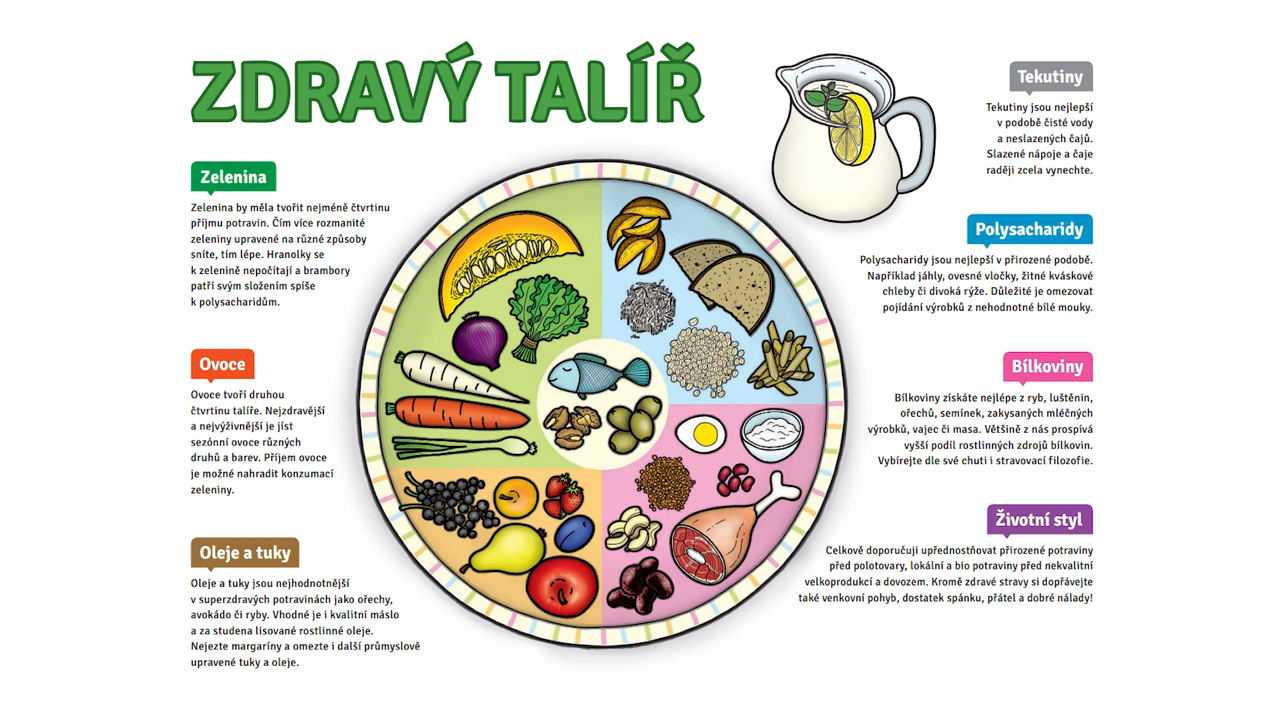 ZDRAVÝ TALÍŘ
Zelenina
Zelenina by měla tvořit nejméně čtvrtinu
příjmu potravin. Čím více rozmanité
zeleniny upravené na různé způsoby
sníte, tím lépe. Hranolky se
k zelenině nepočítají a brambory
patří svým složením spíše
k polysacharidům.
Ovoce
Ovoce tvoří druhou
čtvrtinu talíře. Nejzdravější
a nejvýživnější je jíst
sezónní ovoce různých
druhů a barev. Příjem ovoce
je možné nahradit konzumací
zeleniny.
Oleje a tuky
Oleje a tuky jsou nejhodnotnější
v superzdravých potravinách jako ořechy,
avokádo či ryby. Vhodné je i kvalitní máslo
a za studena lisované rostlinné oleje.
Nejezte margaríny a omezte i další průmyslově
upravené tuky a oleje.
Tekutiny
Tekutiny jsou nejlepší
v podobě čisté vody
a neslazených čajů.
Slazené nápoje a čaje
raději zcela vynechte.
Polysacharidy
Polysacharidy jsou nejlepší v přirozené podobě.
Například jáhly, ovesné vločky, žitné kváskové
chleby či divoká rýže. Důležité je omezovat
pojídání výrobků z nehodnotné bílé mouky.
Bílkoviny
Bílkoviny získáte nejlépe z ryb, luštěnin,
ořechů, semínek, zakysaných mléčných
výrobků, vajec či masa. Většině z nás prospívá
vyšší podíl rostlinných zdrojů bílkovin.
Vybírejte dle své chuti i stravovací filozofie.
Životní styl
Celkově doporučuji upřednostňovat přirozené potraviny
před polotovary, lokální a bio potraviny před nekvalitní
velkoprodukcí a dovozem. Kromě zdravé stravy si dopřávejte
také venkovní pohyb, dostatek spánku, přátel a dobré nálady!